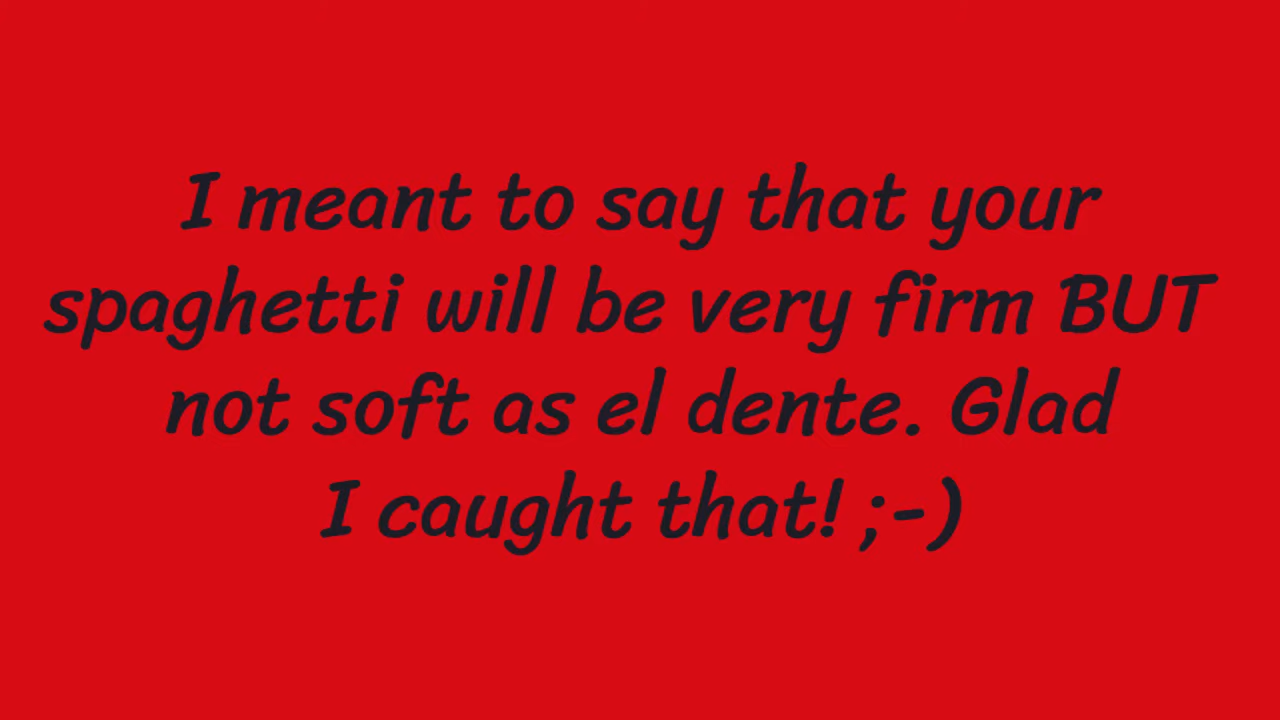 I meant to say that your
spaghetti will be very firm BUT
not soft as el dente. Glad
I caught that! ;-)